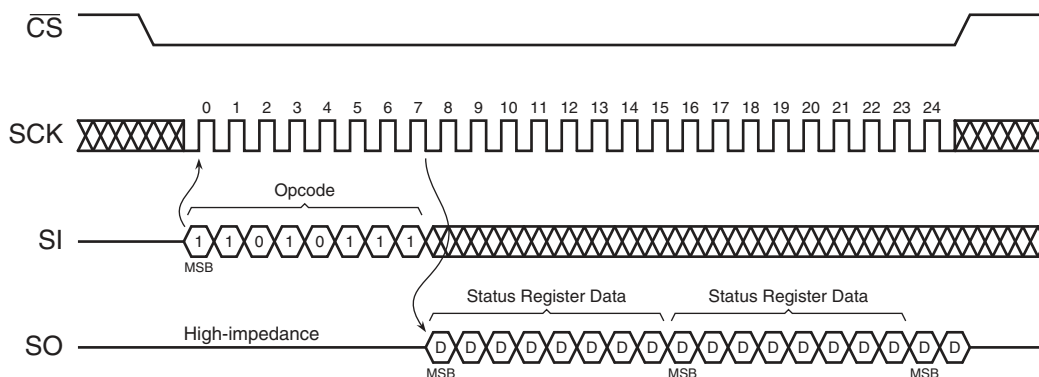 CS
0 1 2 3 4 5 6 7 8 9 10 11 12 13 14 15 16 17 18 19 20 21 22 23 24
SCK
Opcode
SI 1 1 0 1 0 1 1 1
MSB
Status Register Data Status Register Data
High-impedance
SO D D D D D D D D D D D D D D D D D D
MSB MSB MSB